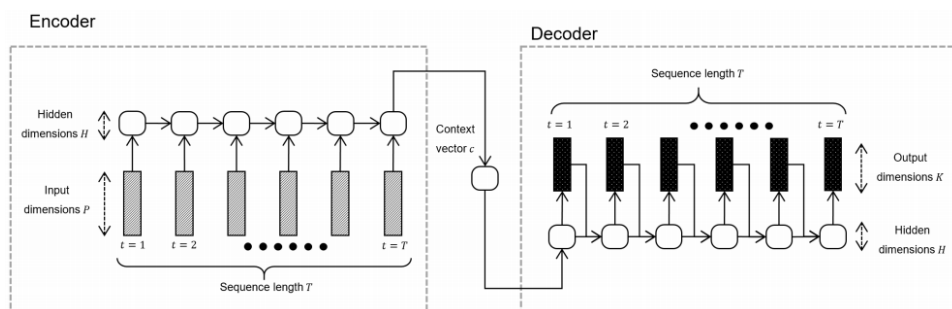 Encoder
Hidden
dimensions H
Input
dimensions P
t = 1
t = 2
t = T
Sequence length T
Context
vector c
Decoder
Sequence length T
t = 1
t = 2
t = T
Output
dimensions K
Hidden
dimensions H